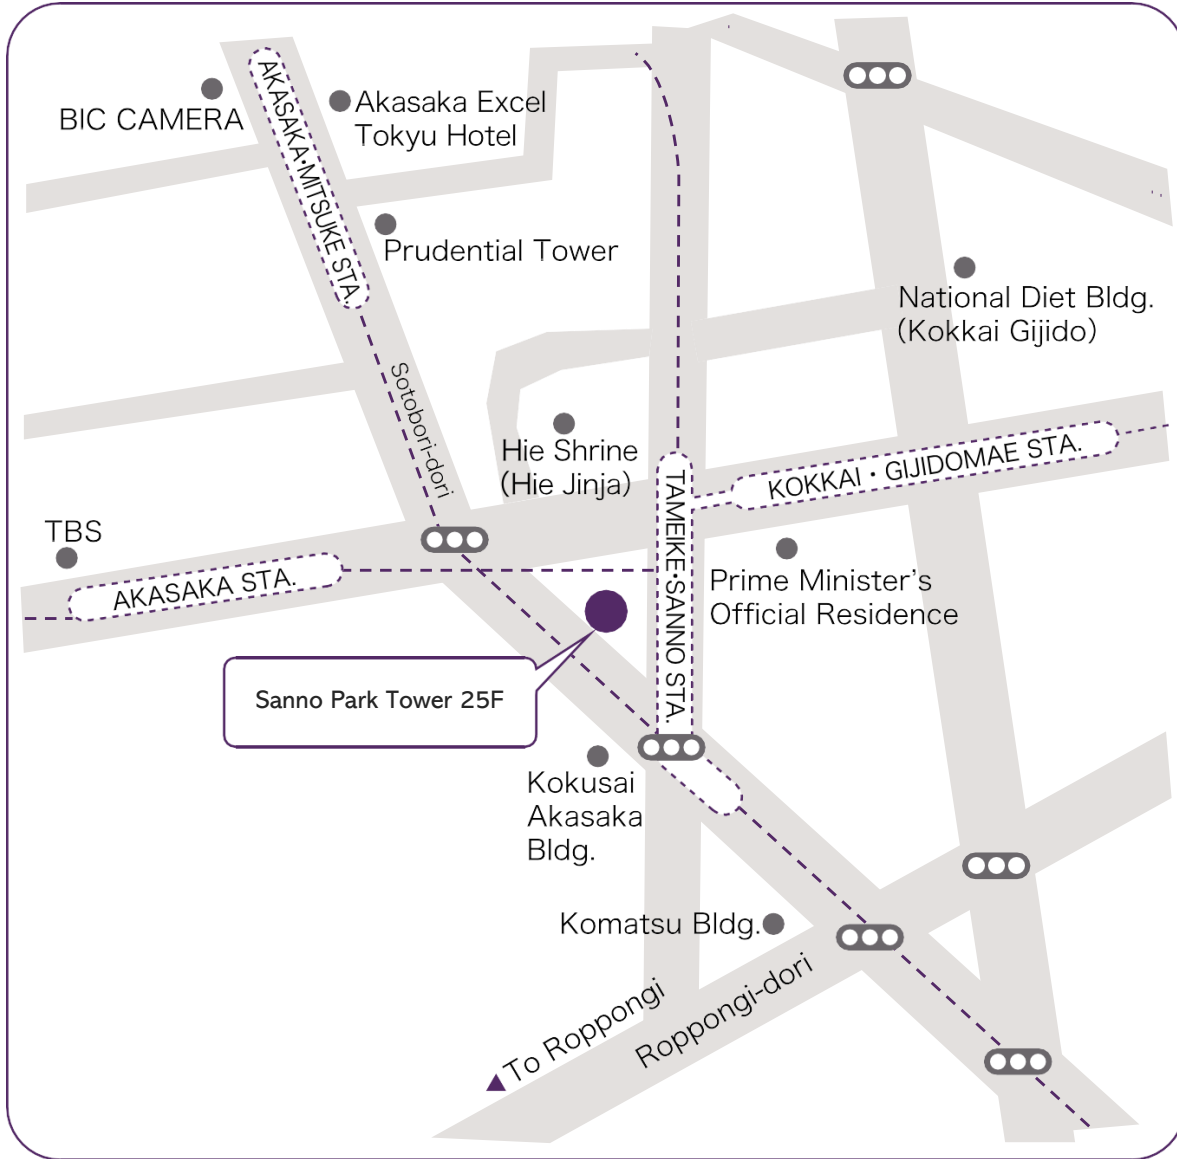 BIC CAMERA
AKASAKA・MITSUKE STA.
Akasaka Excel
Tokyu Hotel
Prudential Tower
National Diet Bldg.
(Kokkai Gijido)
Sotobori-dori
Hie Shrine
(Hie Jinja)
KOKKAI・GIJIDOMAE STA.
TAMEIKE・SANNO STA.
TBS
AKASAKA STA.
Prime Minister's
Official Residence
Sanno Park Tower 25F
Kokusai
Akasaka
Bldg.
Komatsu Bldg.
To Roppongi
Roppongi-dori